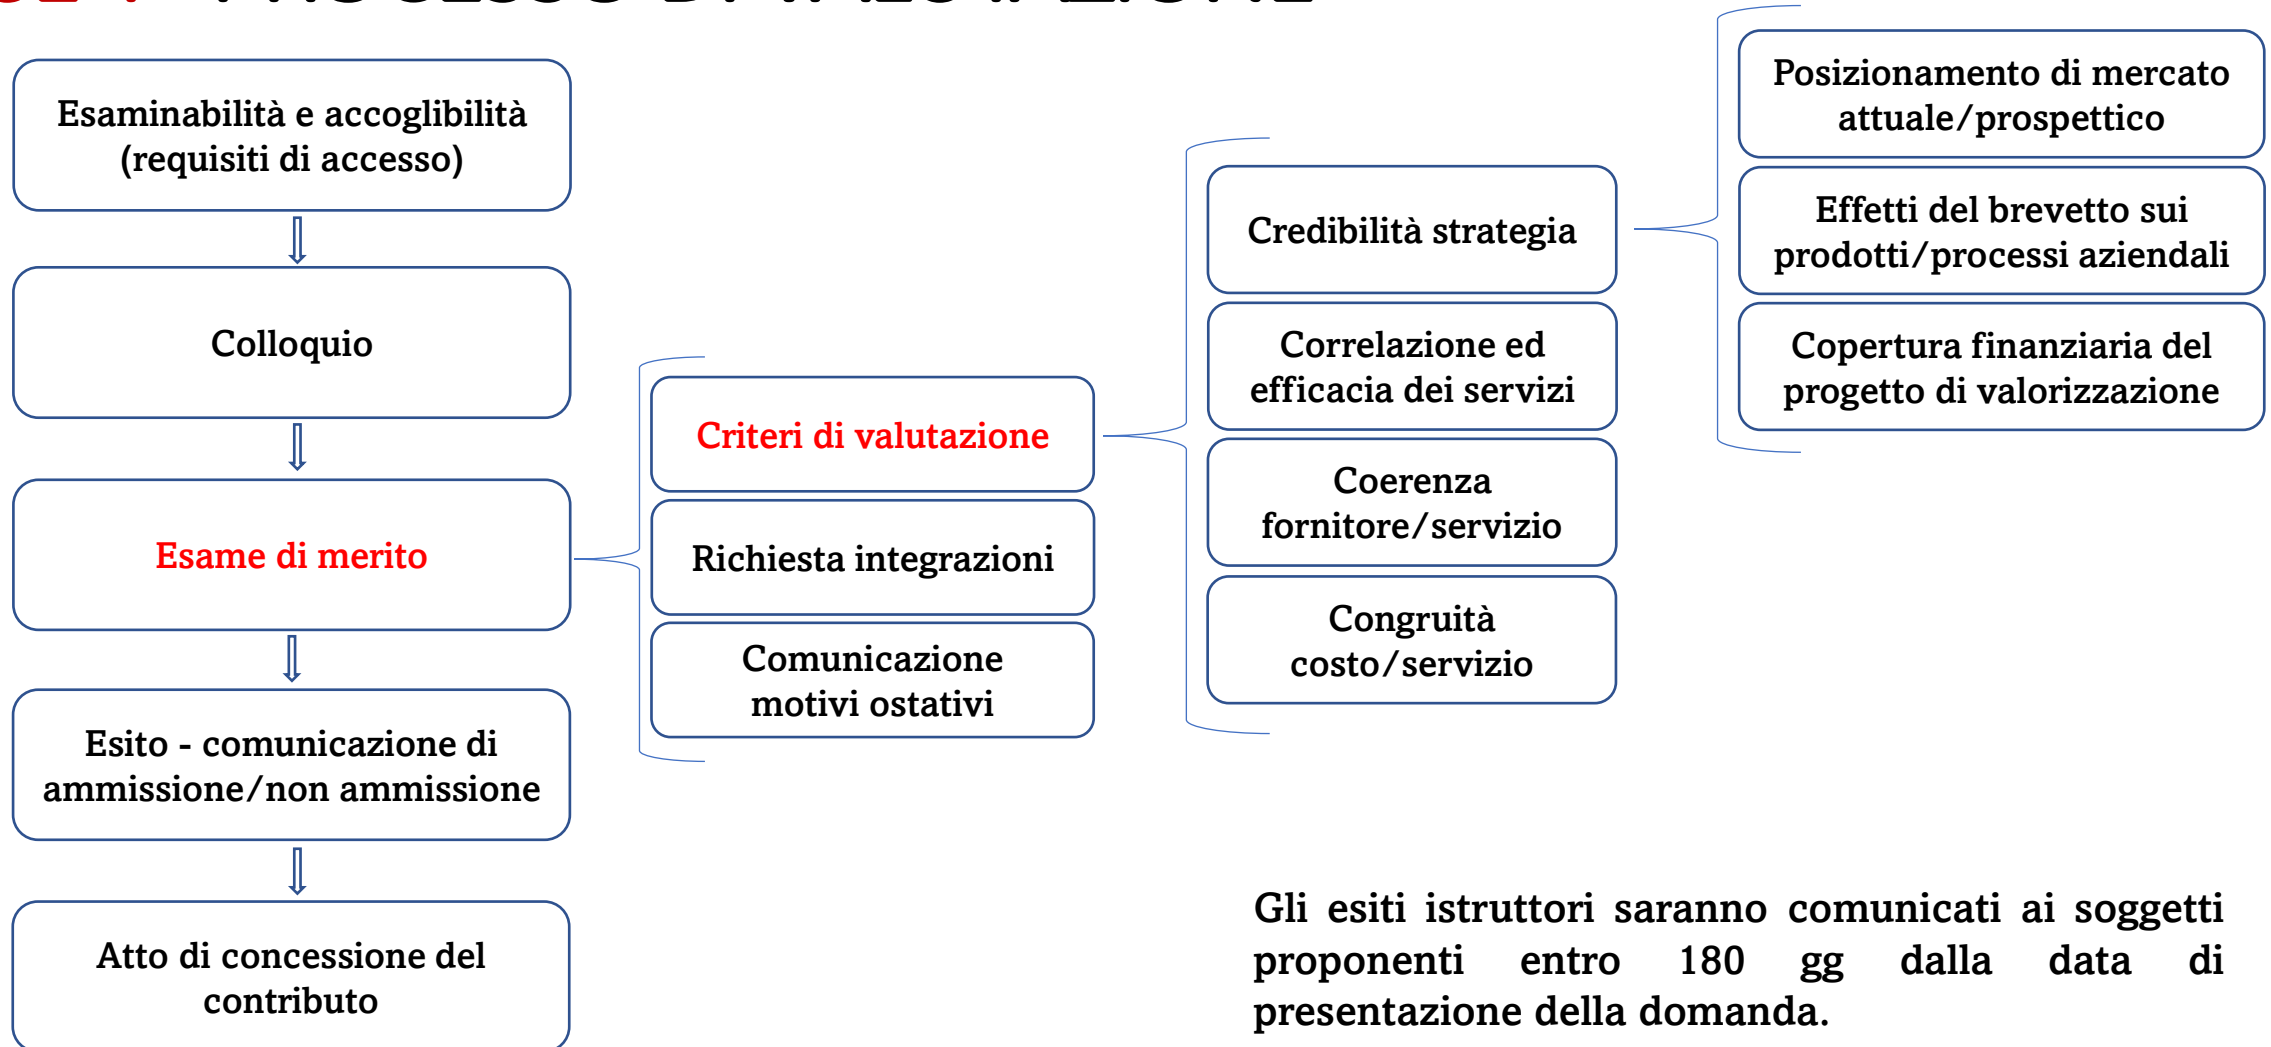 Esaminabilità e accoglibilità
(requisiti di accesso)
Colloquio
Esame di merito
Esito - comunicazione di
ammissione/non ammissione
Atto di concessione del
contributo
Criteri di valutazione
Richiesta integrazioni
Comunicazione
motivi ostativi
Credibilità strategia
Correlazione ed
efficacia dei servizi
Coerenza
fornitore/servizio
Congruità
costo/servizio
Posizionamento di mercato
attuale/prospettico
Effetti del brevetto sui
prodotti/processi aziendali
Copertura finanziaria del
progetto di valorizzazione
Gli esiti istruttori saranno comunicati ai soggetti
proponenti entro 180 gg dalla data di
presentazione della domanda.